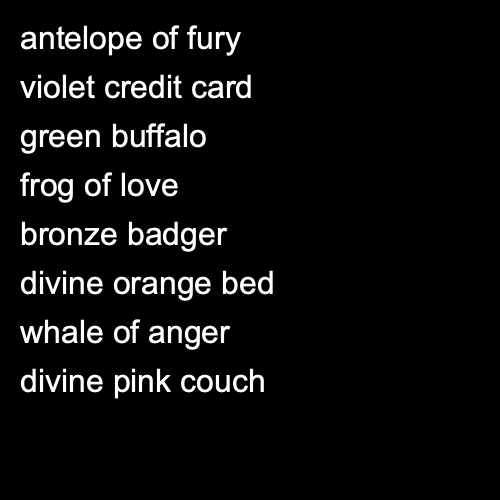 antelope of fury
violet credit card
green buffalo
frog of love
bronze badger
divine orange bed
whale of anger
divine pink couch